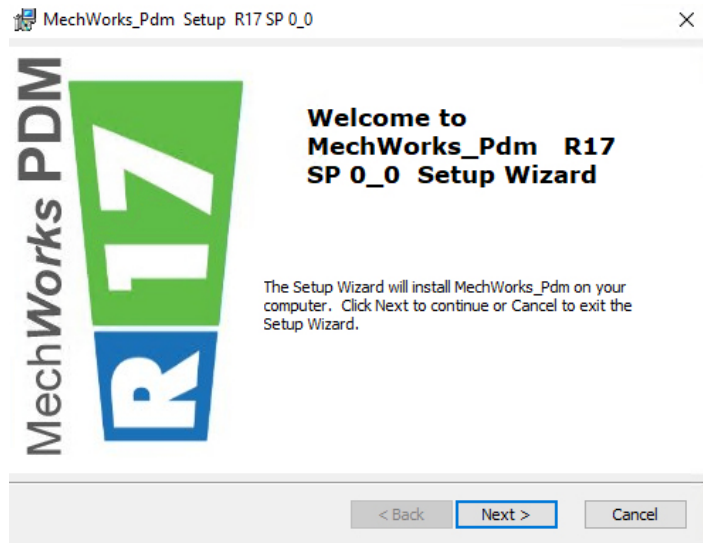 MechWorks_Pdm Setup R17 SP 0_0
MechWorks PDM
R17
Welcome to
MechWorks_Pdm R17
SP 0_0 Setup Wizard
The Setup Wizard will install MechWorks_Pdm on your
computer. Click Next to continue or Cancel to exit the
Setup Wizard.
< Back
Next >
Cancel